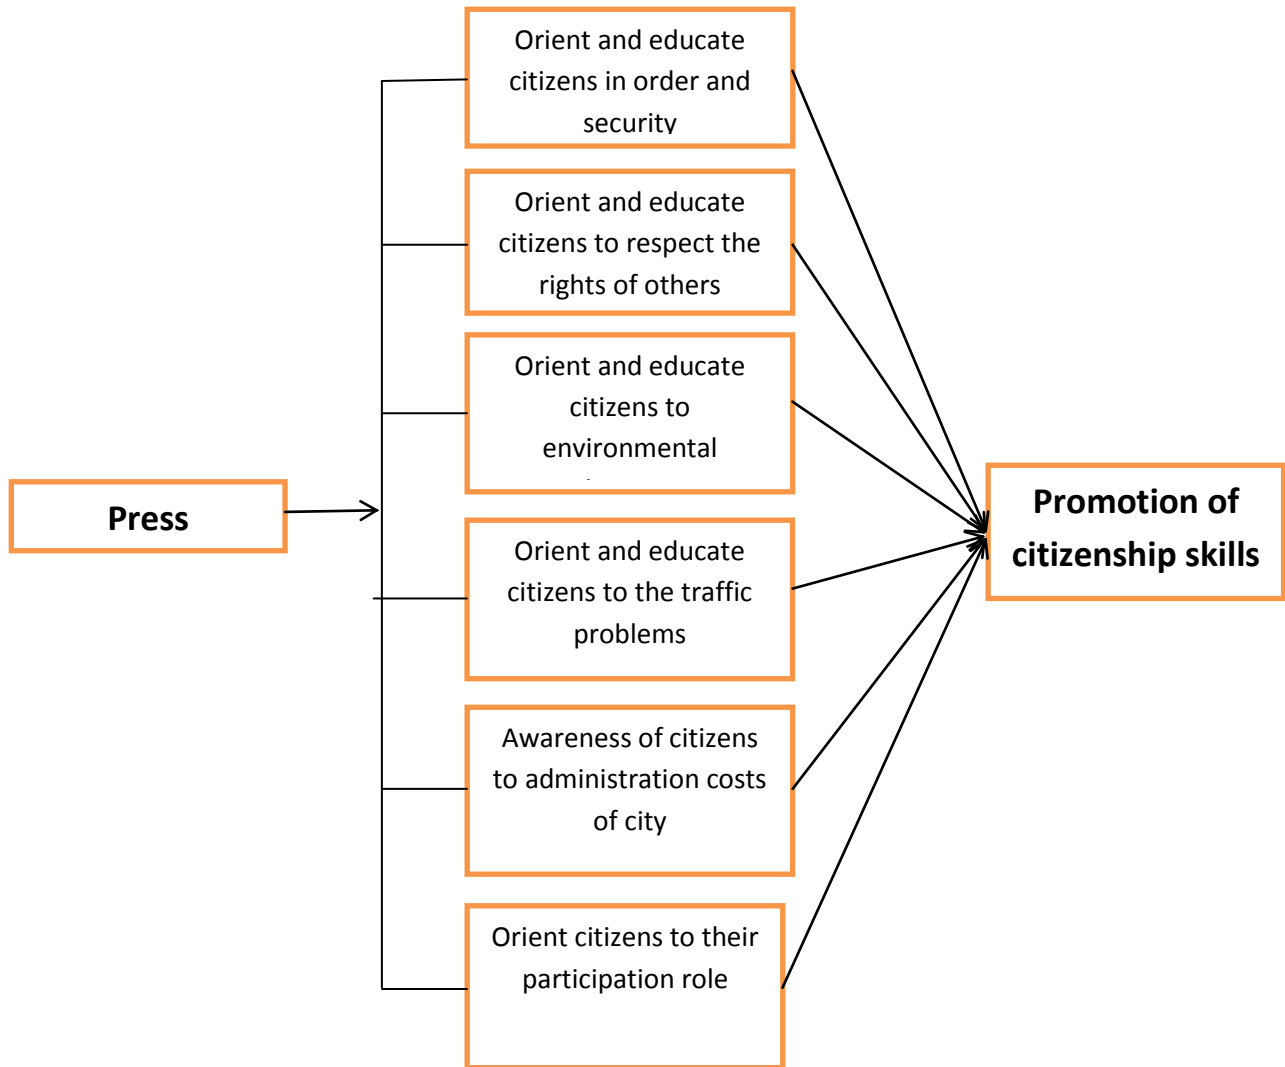 Orient and educate
citizens in order and
security
Orient and educate
citizens to respect the
rights of others
Orient and educate
citizens to
environmental
Press
Orient and educate
citizens to the traffic
problems
Awareness of citizens
to administration costs
of city
Orient citizens to their
participation role
Promotion of
citizenship skills